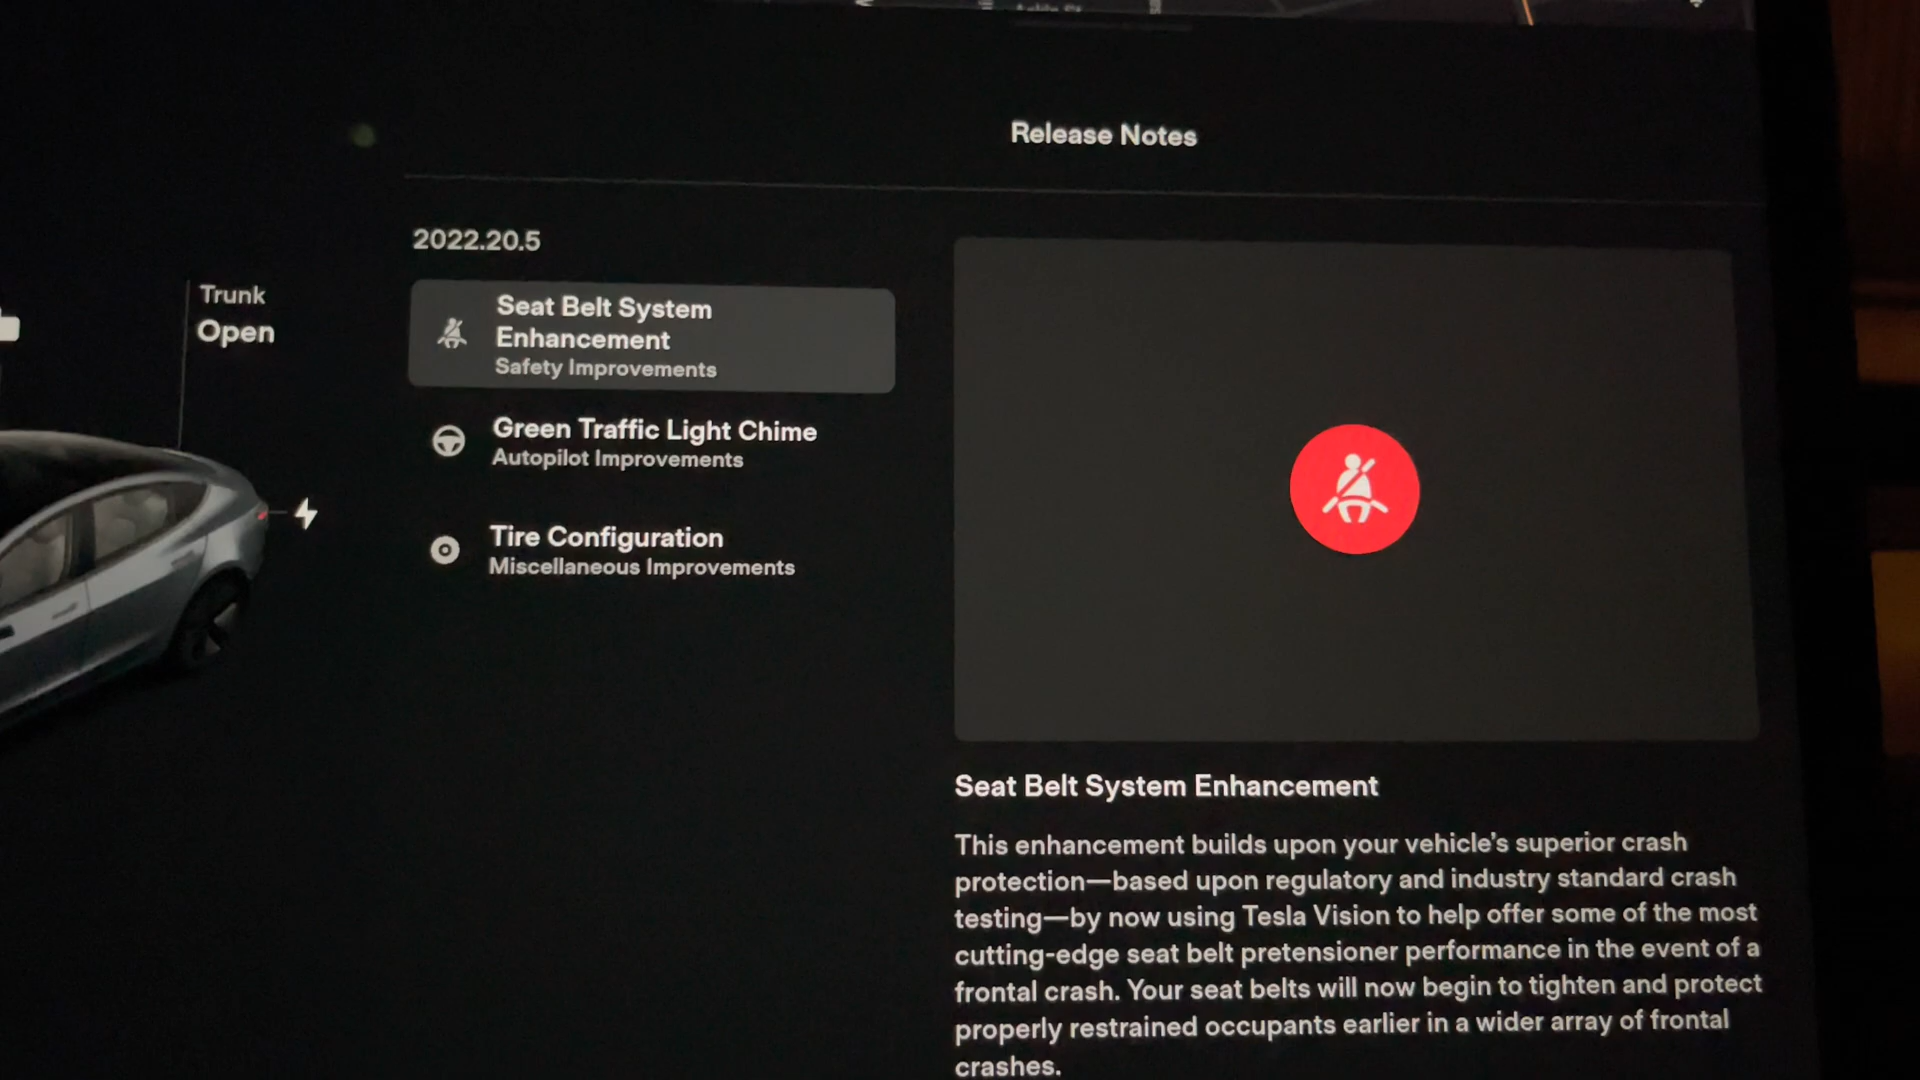 Release Notes
2022.20.5
Trunk
Open
Seat Belt System
Enhancement
Safety Improvements
Green Traffic Light Chime
Autopilot Improvements
Tire Configuration
Miscellaneous Improvements
Seat Belt System Enhancement
This enhancement builds upon your vehicle's superior crash
protection—based upon regulatory and industry standard crash
testing—by now using Tesla Vision to help offer some of the most
cutting-edge seat belt pretensioner performance in the event of a
frontal crash. Your seat belts will now begin to tighten and protect
properly restrained occupants earlier in a wider array of frontal
crashes.